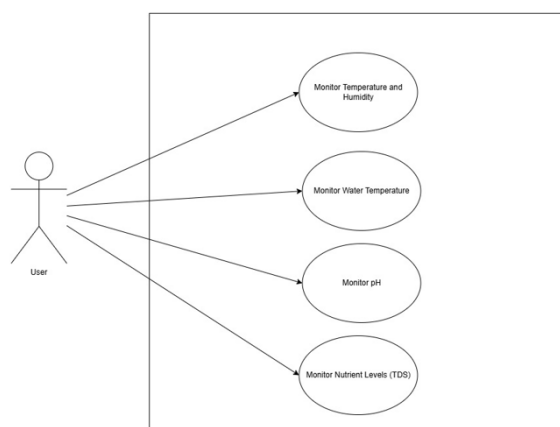 Monitor Temperature and
Humidity
Monitor Water Temperature
User
Monitor pH
Monitor Nutrient Levels (TDS)